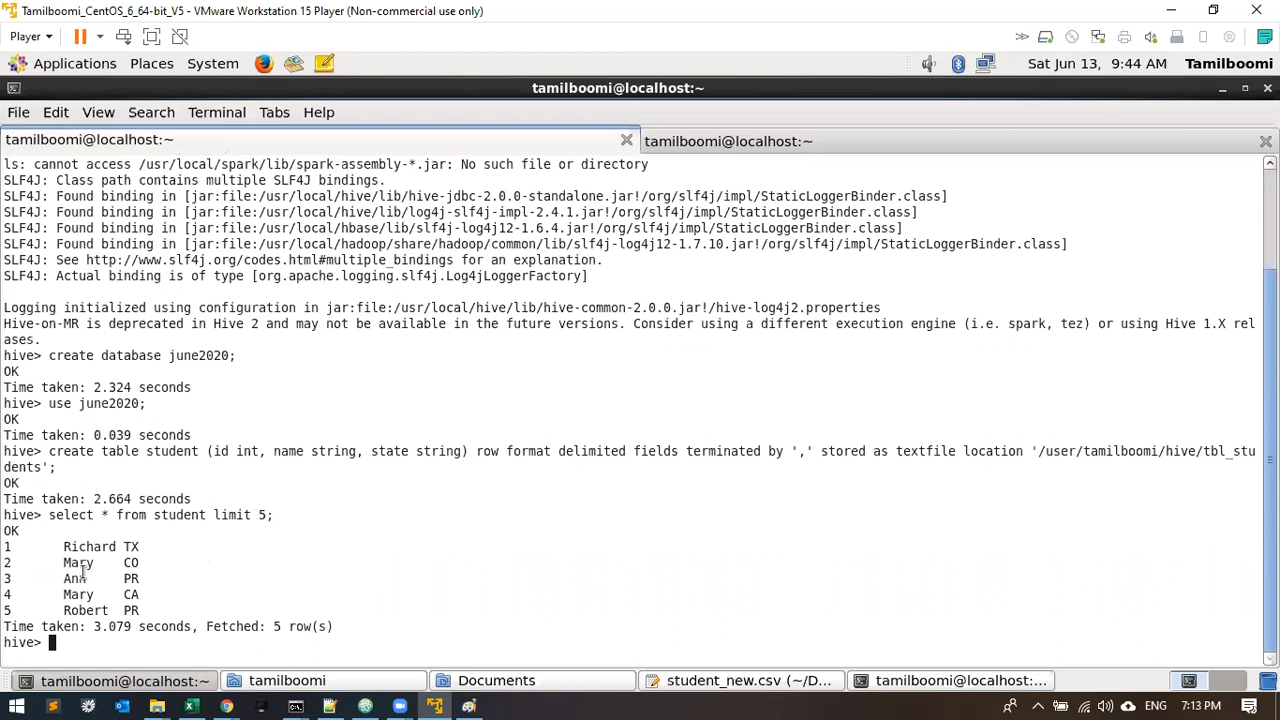 Tamilboomi_CentOS_6_64-bit_V5 - VMware Workstation 15 Player (Non-commercial use only)
Player
Applications Places System Sat Jun 13, 9:44 AM Tamilboomi
tamilboomi@localhost:~
File Edit View Search Terminal Tabs Help
tamilboomi@localhost:~ tamilboomi@localhost:~
ls: cannot access /usr/local/spark/lib/spark-assembly-*.jar: No such file or directory
SLF4J: Class path contains multiple SLF4J bindings.
SLF4J: Found binding in [jar:file:/usr/local/hive/lib/hive-jdbc-2.0.0-standalone.jar!/org/slf4j/impl/StaticLoggerBinder.class]
SLF4J: Found binding in [jar:file:/usr/local/hive/lib/log4j-slf4j-impl-2.4.1.jar!/org/slf4j/impl/StaticLoggerBinder.class]
SLF4J: Found binding in [jar:file:/usr/local/hbase/lib/slf4j-log4j12-1.6.4.jar!/org/slf4j/impl/StaticLoggerBinder.class]
SLF4J: Found binding in [jar:file:/usr/local/hadoop/share/hadoop/common/lib/slf4j-log4j12-1.7.10.jar!/org/slf4j/impl/StaticLoggerBinder.class]
SLF4J: See http://www.slf4j.org/codes.html#multiple_bindings for an explanation.
SLF4J: Actual binding is of type [org.apache.logging.slf4j.Log4jLoggerFactory]
Logging initialized using configuration in jar:file:/usr/local/hive/lib/hive-common-2.0.0.jar!/hive-log4j2.properties
Hive-on-MR is deprecated in Hive 2 and may not be available in the future versions. Consider using a different execution engine (i.e. spark, tez) or using Hive 1.X rel
ases.
hive> create database june2020;
OK
Time taken: 2.324 seconds
hive> use june2020;
OK
Time taken: 0.039 seconds
hive> create table student (id int, name string, state string) row format delimited fields terminated by ',' stored as textfile location '/user/tamilboomi/hive/tbl_stu
dents';
OK
Time taken: 2.664 seconds
hive> select * from student limit 5;
OK
1 Richard TX
2 Mary CO
3 Ann PR
4 Mary CA
5 Robert PR
Time taken: 3.079 seconds, Fetched: 5 row(s)
hive>
tamilboomi@localhost:~ tamilboomi Documents student_new.csv (~/D... tamilboomi@localhost:...
ENG 7:13 PM